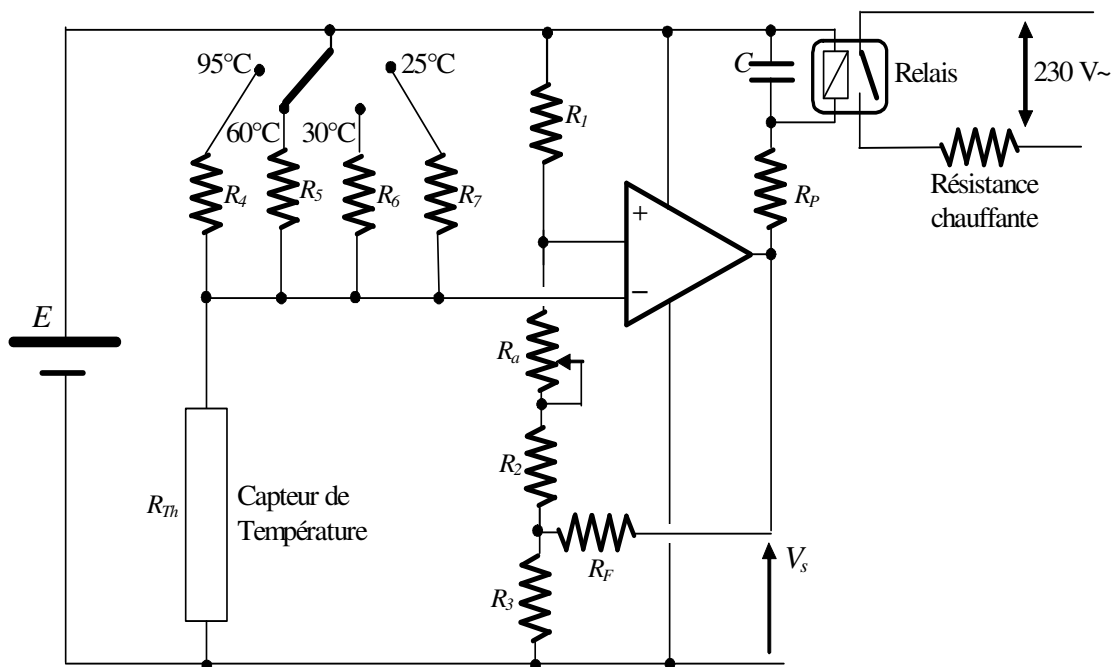 95°C
25°C
C
Relais
230 V~
R1
60°C
30°C
R4
R5
R6
R7
RP
Résistance
chauffante
+
−
E
Ra
R2
RTh
Capteur de
Température
RF
Vs
R3